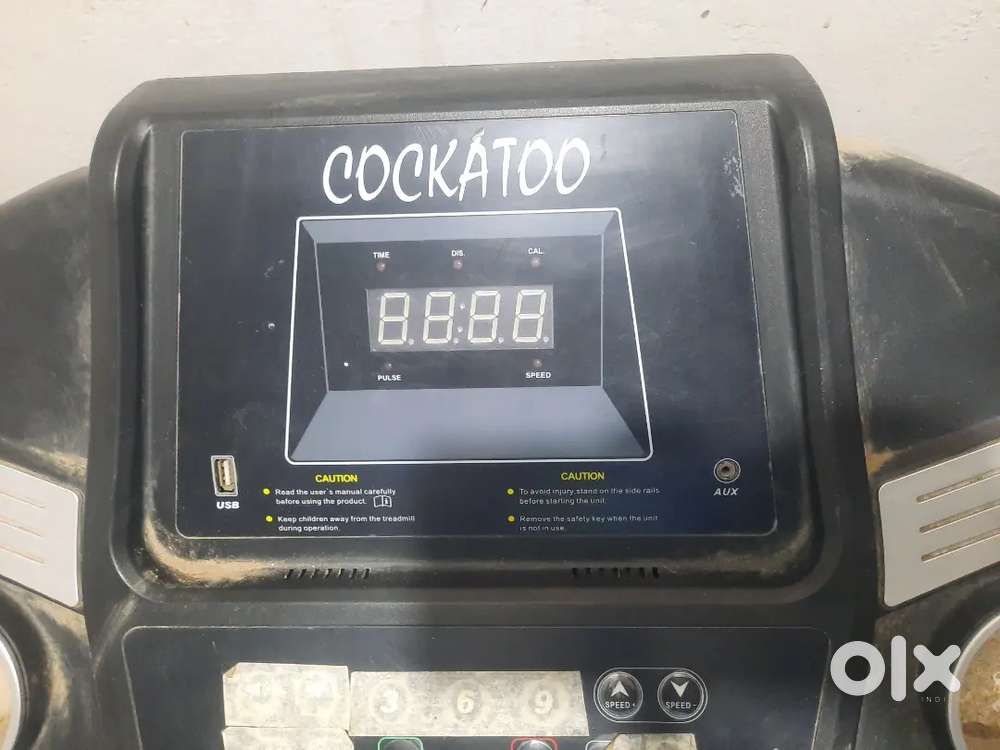 COCKATOO
TIME DIS. CAL.
88:88
PULSE SPEED
USB
CAUTION
Read the user's manual carefully
before using the product.
Keep children away from the treadmill
during operation.
CAUTION
To avoid injury,stand on the side rails
before starting the unit.
Remove the safety key when the unit
is not in use.
AUX
3 6 9
SPEED+ SPEED-
olx
INDIA